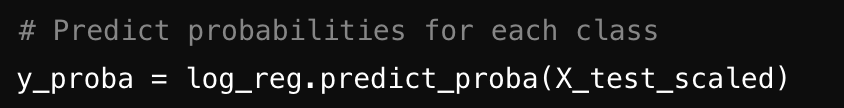 # Predict probabilities for each class
y_proba = log_reg.predict_proba(X_test_scaled)